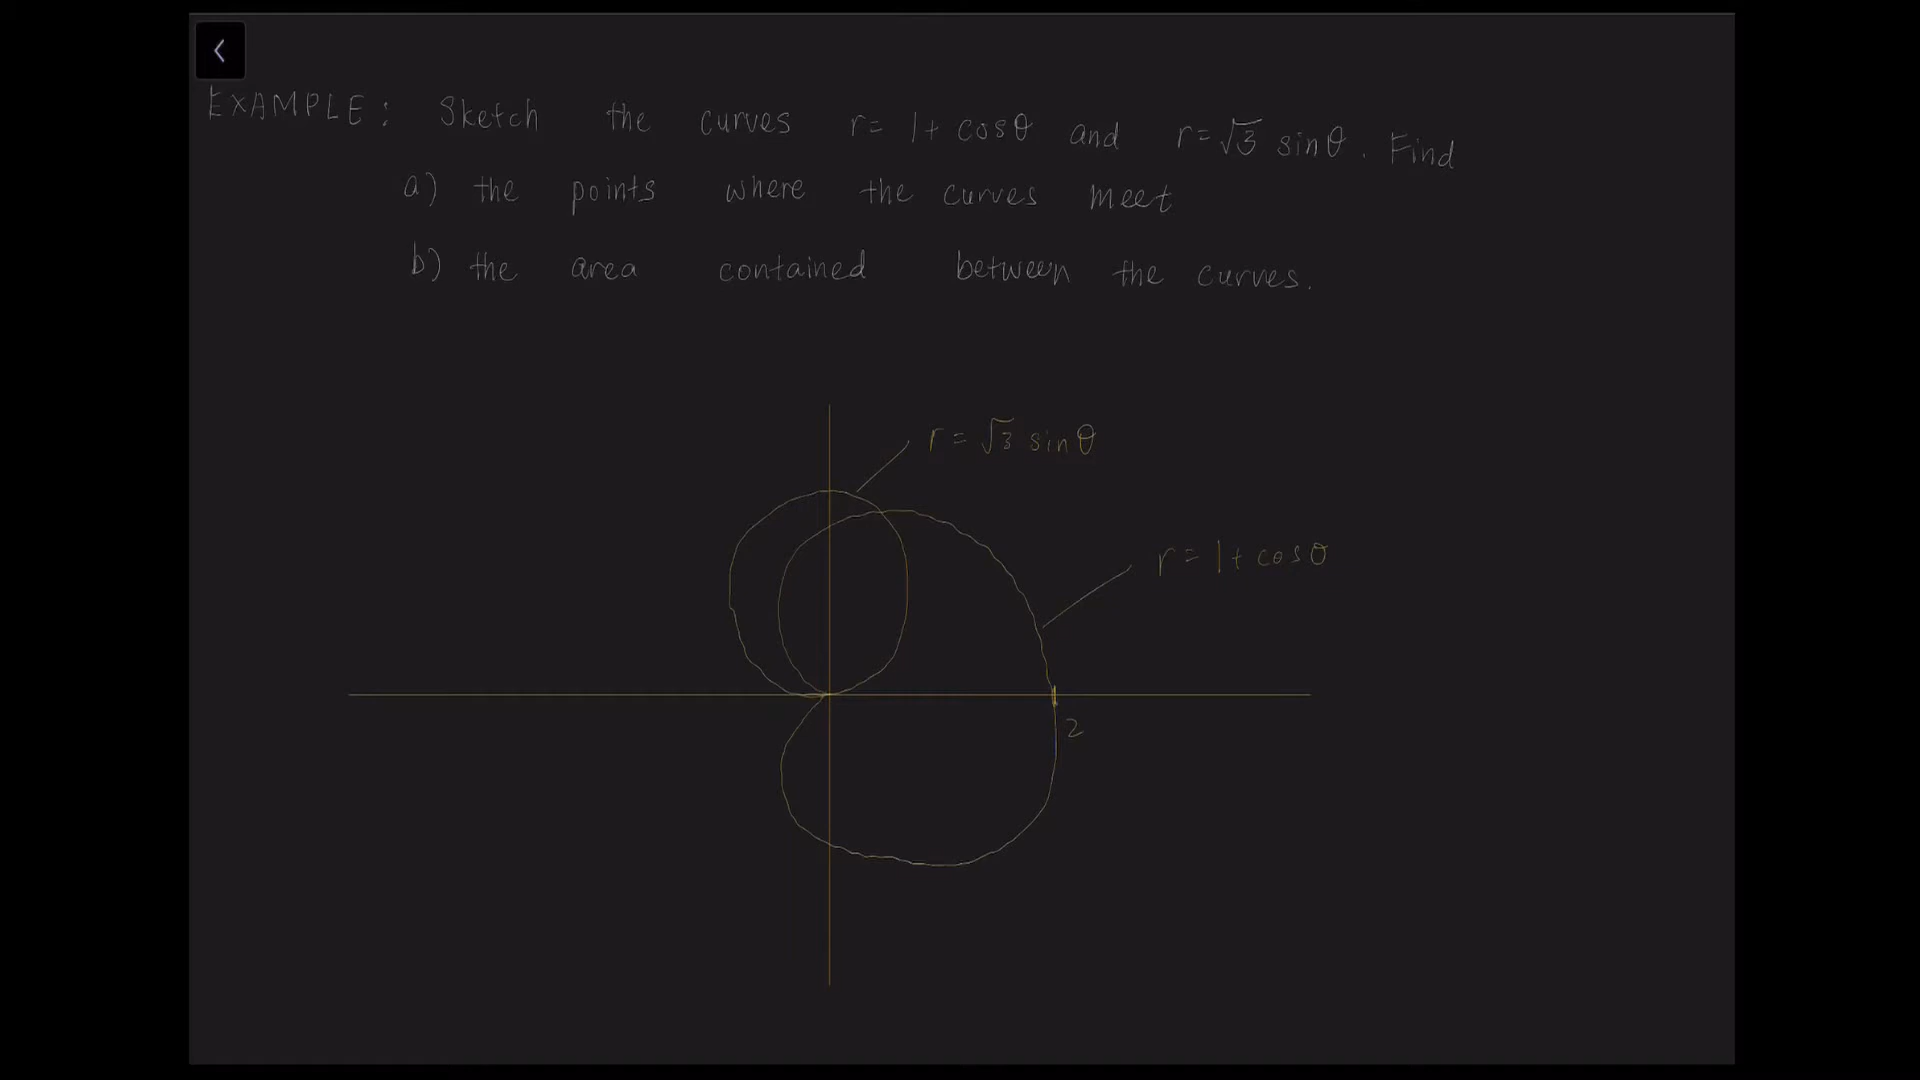 EXAMPLE: Sketch the curves r = 1 + cosθ and r = √3 sinθ. Find
a) the points where the curves meet
b) the area contained between the curves.
r = √3 sinθ
r = 1 + cosθ
2